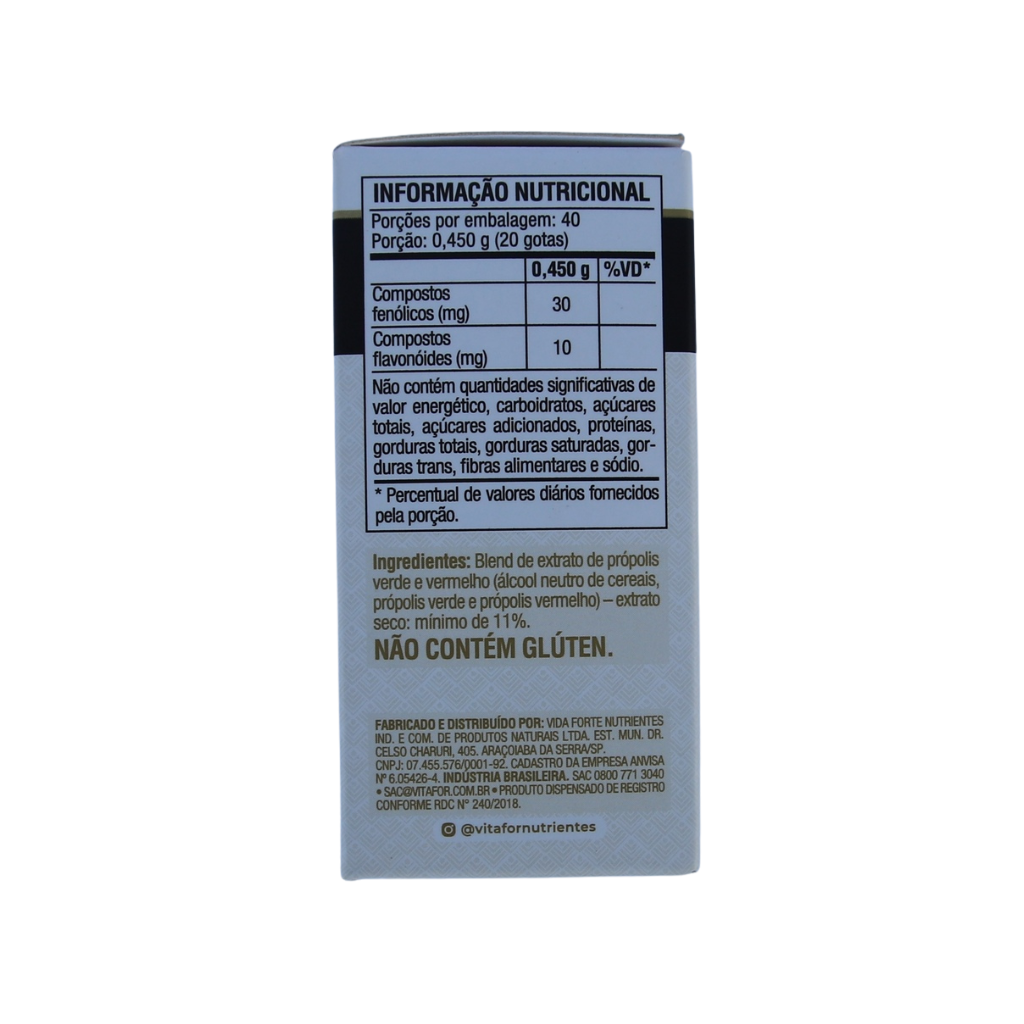 INFORMAÇÃO NUTRICIONAL
Porções por embalagem: 40
Porção: 0,450 g (20 gotas)
0,450 g %VD*
Compostos
fenólicos (mg) 30
Compostos
flavonóides (mg) 10
Não contém quantidades significativas de
valor energético, carboidratos, açúcares
totais, açúcares adicionados, proteínas,
gorduras totais, gorduras saturadas, gor-
duras trans, fibras alimentares e sódio.
* Percentual de valores diários fornecidos
pela porção.
Ingredientes: Blend de extrato de própolis
verde e vermelho (álcool neutro de cereais,
própolis verde e própolis vermelho) – extrato
seco: mínimo de 11%.
NÃO CONTÉM GLÚTEN.
FABRICADO E DISTRIBUÍDO POR: VIDA FORTE NUTRIENTES
IND. E COM. DE PRODUTOS NATURAIS LTDA. EST. MUN. DR.
CELSO CHARURI, 405. ARAÇOIABA DA SERRA/SP.
CNPJ: 07.455.576/0001-92. CADASTRO DA EMPRESA ANVISA
Nº 6.05426-4. INDÚSTRIA BRASILEIRA. SAC 0800 771 3040
• SAC@VITAFOR.COM.BR • PRODUTO DISPENSADO DE REGISTRO
CONFORME RDC N° 240/2018.
@vitafornutrientes